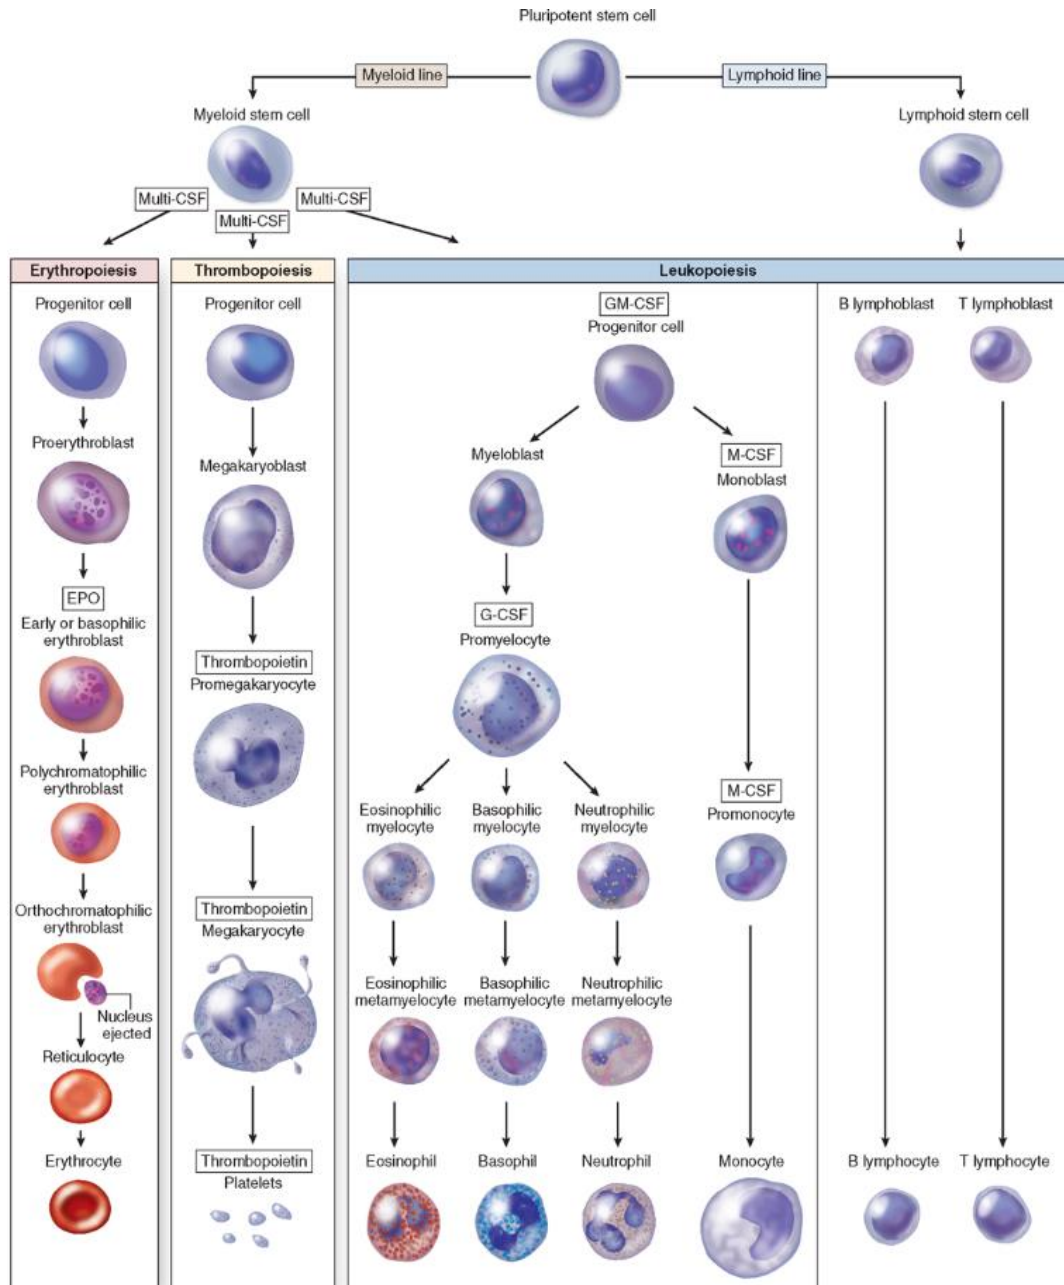 Pluripotent stem cell
Myeloid line
Lymphoid line
Myeloid stem cell
Lymphoid stem cell
Multi-CSF
Multi-CSF
Multi-CSF
Erythropoiesis
Progenitor cell
Proerythroblast
EPO
Early or basophilic
erythroblast
Polychromatophilic
erythroblast
Orthochromatophilic
erythroblast
Nucleus
ejected
Reticulocyte
Erythrocyte
Thrombopoiesis
Progenitor cell
Megakaryoblast
Thrombopoietin
Promegakaryocyte
Thrombopoietin
Megakaryocyte
Thrombopoietin
Platelets
Leukopoiesis
GM-CSF
Progenitor cell
Myeloblast
M-CSF
Monoblast
G-CSF
Promyelocyte
Eosinophilic
myelocyte
Basophilic
myelocyte
Neutrophilic
myelocyte
M-CSF
Promonocyte
Eosinophilic
metamyelocyte
Basophilic
metamyelocyte
Neutrophilic
metamyelocyte
Eosinophil
Basophil
Neutrophil
Monocyte
B lymphoblast
T lymphoblast
B lymphocyte
T lymphocyte